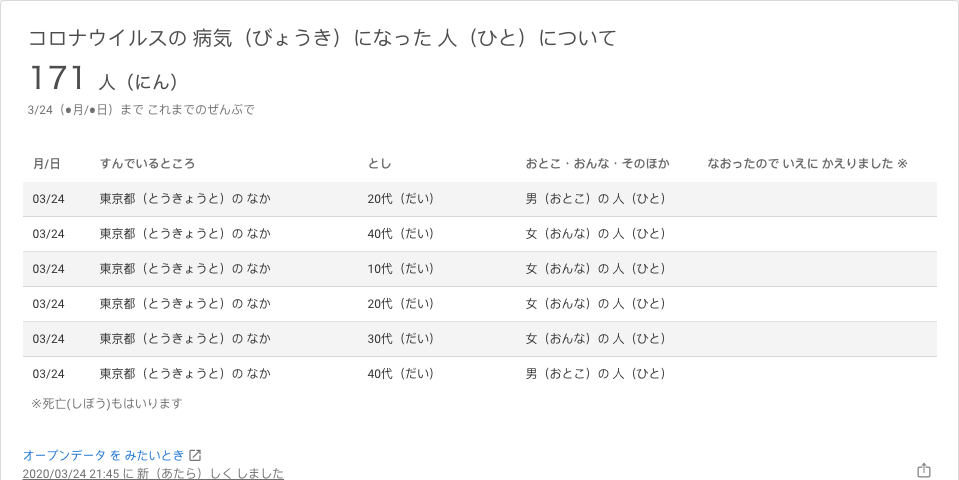 コロナウイルスの 病気（びょうき）になった 人（ひと）について
171 人（にん）
3/24（●月/●日）まで これまでのぜんぶで
月/日 すんでいるところ とし おとこ・おんな・そのほか なおったので いえに かえりました ※
03/24 東京都（とうきょうと）の なか 20代（だい） 男（おとこ）の 人（ひと）
03/24 東京都（とうきょうと）の なか 40代（だい） 女（おんな）の 人（ひと）
03/24 東京都（とうきょうと）の なか 10代（だい） 女（おんな）の 人（ひと）
03/24 東京都（とうきょうと）の なか 20代（だい） 女（おんな）の 人（ひと）
03/24 東京都（とうきょうと）の なか 30代（だい） 女（おんな）の 人（ひと）
03/24 東京都（とうきょうと）の なか 40代（だい） 男（おとこ）の 人（ひと）
※死亡(しぼう)もはいります
オープンデータ を みたいとき
2020/03/24 21:45 に 新（あたら）しく しました